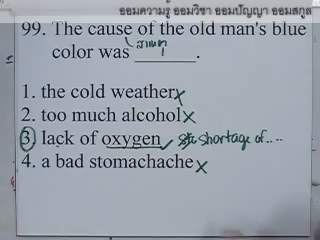 ออมความรู้ ออมวิชา ออมปัญญา ออมสกูล
99. The cause of the old man's blue
color was ________.
สาเหตุ
1. the cold weather
2. too much alcohol
3. lack of oxygen shortage of....
4. a bad stomachache